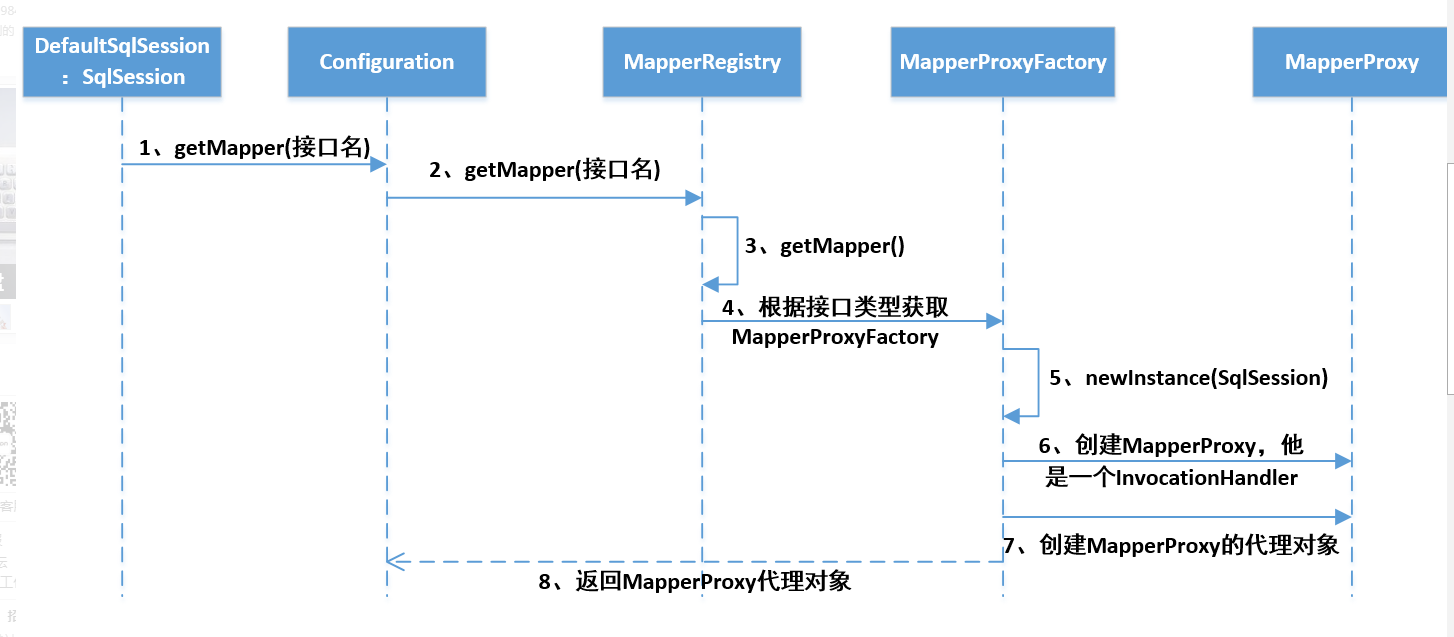 DefaultSqlSession
：SqlSession
Configuration
MapperRegistry
MapperProxyFactory
MapperProxy
1、getMapper(接口名)
2、getMapper(接口名)
3、getMapper()
4、根据接口类型获取
MapperProxyFactory
5、newInstance(SqlSession)
6、创建MapperProxy，他
是一个InvocationHandler
7、创建MapperProxy的代理对象
8、返回MapperProxy代理对象